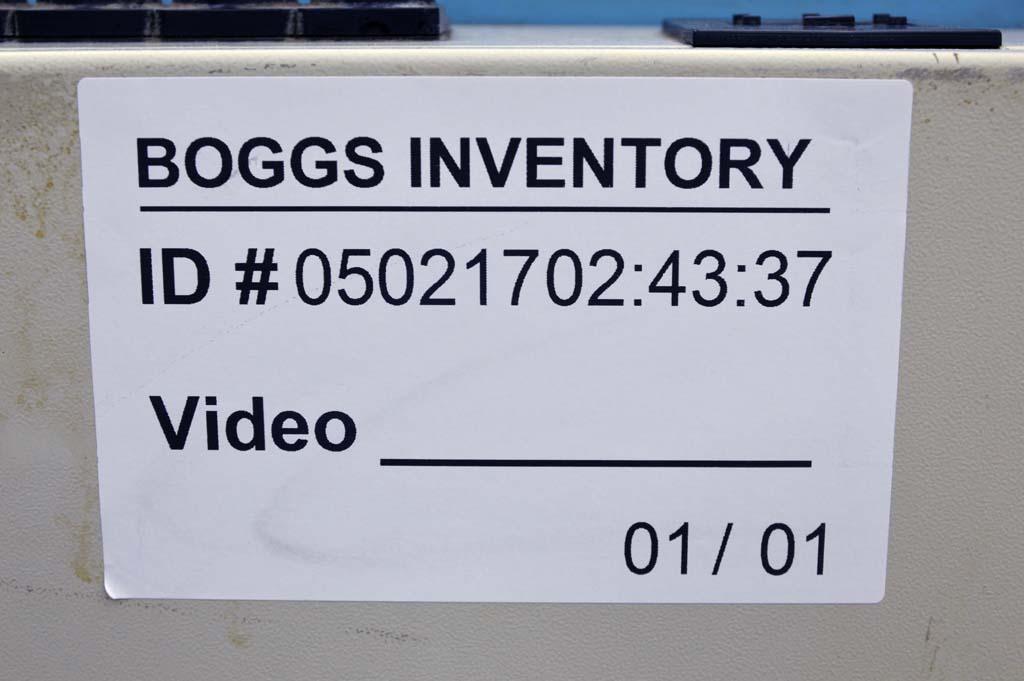 BOGGS INVENTORY
ID # 05021702:43:37
Video
01 / 01